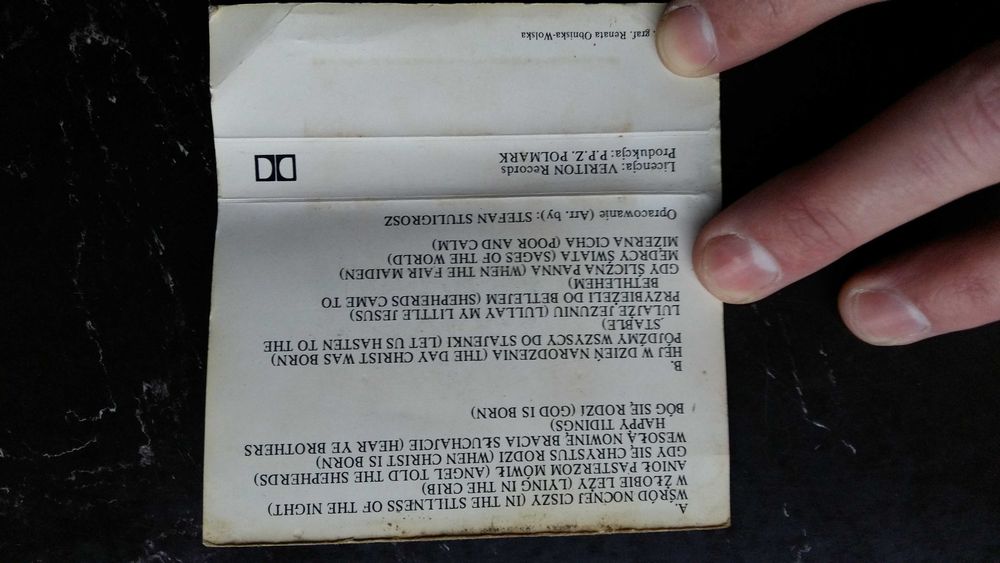 A.
WŚRÓD NOCNEJ CISZY (IN THE STILLNESS OF THE NIGHT)
W ŻŁOBIE LEŻY (LYING IN THE CRIB)
ANIOŁ PASTERZOM MÓWIŁ (ANGEL TOLD THE SHEPHERDS)
GDY SIĘ CHRYSTUS RODZI (WHEN CHRIST IS BORN)
WESOŁĄ NOWINĘ BRACIA SŁUCHAJCIE (HEAR YE BROTHERS
HAPPY TIDINGS)
BÓG SIĘ RODZI (GOD IS BORN)
B.
HEJ W DZIEŃ NARODZENIA (THE DAY CHRIST WAS BORN)
PÓJDŹMY WSZYSCY DO STAJENKI (LET US HASTEN TO THE
STABLE)
LULAJŻE JEZUNIU (LULLAY MY LITTLE JESUS)
PRZYBIEŻELI DO BETLEJEM (SHEPHERDS CAME TO
BETHLEHEM)
GDY ŚLICZNA PANNA (WHEN THE FAIR MAIDEN)
MĘDRCY ŚWIATA (SAGES OF THE WORLD)
MIZERNA CICHA (POOR AND CALM)
Opracowanie (Arr. by): STEFAN STULIGROSZ
Licencja: VERITON Records
Produkcja: P.P.Z. POLMARK
graf. Renata Obniska-Wolska